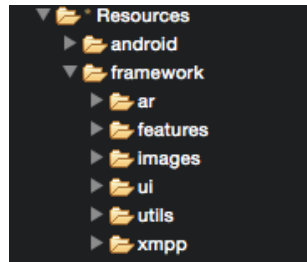 Resources
android
framework
ar
features
images
ui
utils
xmpp